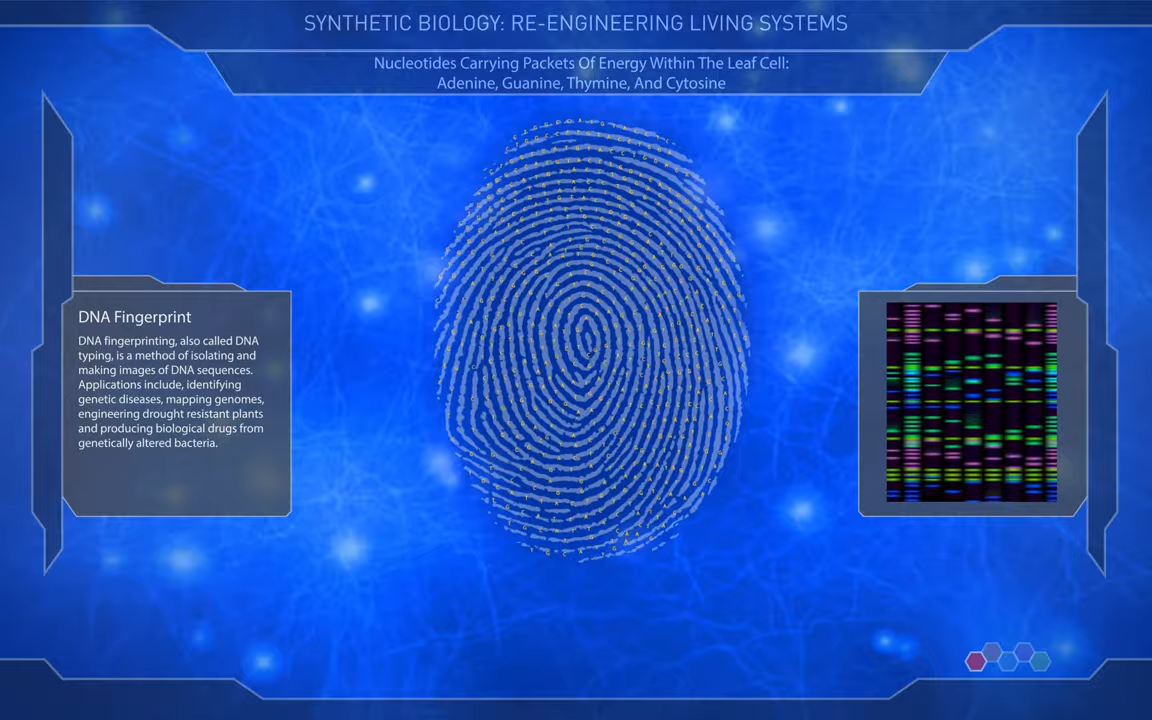 SYNTHETIC BIOLOGY: RE-ENGINEERING LIVING SYSTEMS
Nucleotides Carrying Packets Of Energy Within The Leaf Cell:
Adenine, Guanine, Thymine, And Cytosine
DNA Fingerprint
DNA fingerprinting, also called DNA
typing, is a method of isolating and
making images of DNA sequences.
Applications include, identifying
genetic diseases, mapping genomes,
engineering drought resistant plants
and producing biological drugs from
genetically altered bacteria.